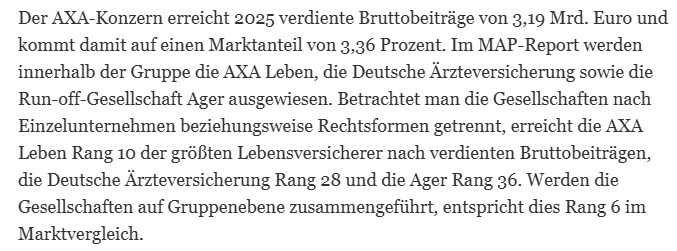 Der AXA-Konzern erreicht 2025 verdiente Bruttobeiträge von 3,19 Mrd. Euro und
kommt damit auf einen Marktanteil von 3,36 Prozent. Im MAP-Report werden
innerhalb der Gruppe die AXA Leben, die Deutsche Ärzteversicherung sowie die
Run-off-Gesellschaft Ager ausgewiesen. Betrachtet man die Gesellschaften nach
Einzelunternehmen beziehungsweise Rechtsformen getrennt, erreicht die AXA
Leben Rang 10 der größten Lebensversicherer nach verdienten Bruttobeiträgen,
die Deutsche Ärzteversicherung Rang 28 und die Ager Rang 36. Werden die
Gesellschaften auf Gruppenebene zusammengeführt, entspricht dies Rang 6 im
Marktvergleich.